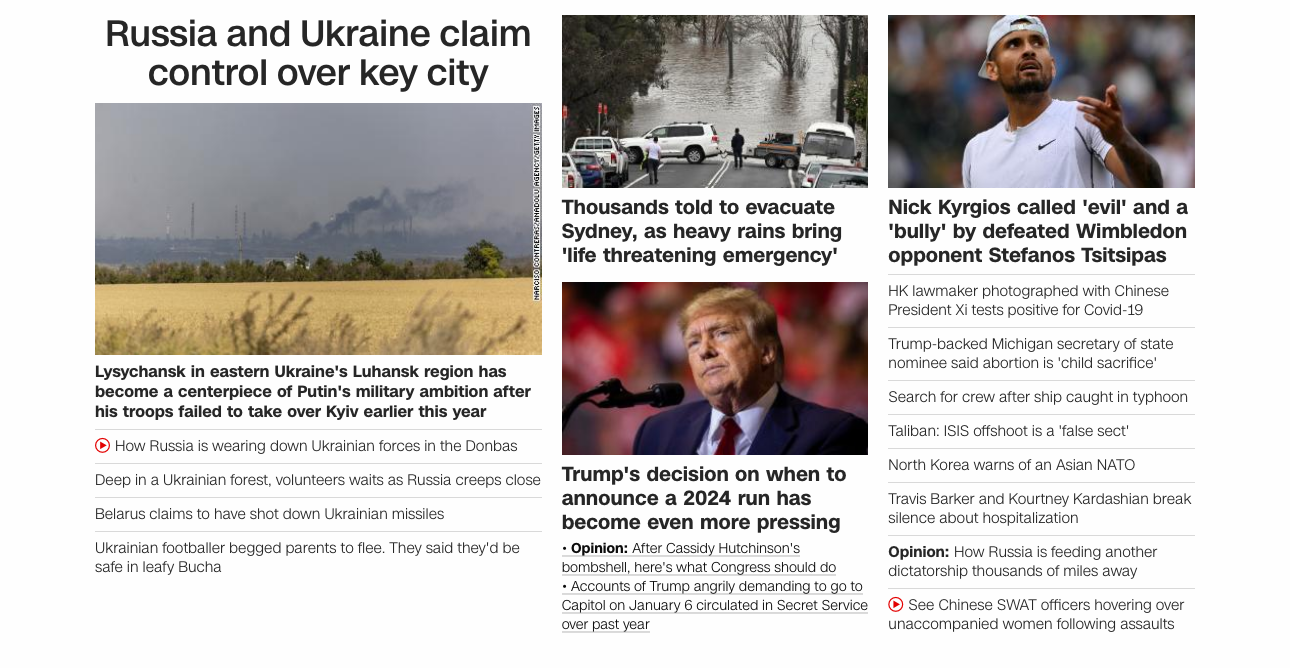 Russia and Ukraine claim
control over key city
NARCISO CONTRERAS/ANADOLU AGENCY/GETTY IMAGES
Lysychansk in eastern Ukraine's Luhansk region has
become a centerpiece of Putin's military ambition after
his troops failed to take over Kyiv earlier this year
How Russia is wearing down Ukrainian forces in the Donbas
Deep in a Ukrainian forest, volunteers waits as Russia creeps close
Belarus claims to have shot down Ukrainian missiles
Ukrainian footballer begged parents to flee. They said they'd be
safe in leafy Bucha
Thousands told to evacuate
Sydney, as heavy rains bring
'life threatening emergency'
Trump's decision on when to
announce a 2024 run has
become even more pressing
• Opinion: After Cassidy Hutchinson's
bombshell, here's what Congress should do
• Accounts of Trump angrily demanding to go to
Capitol on January 6 circulated in Secret Service
over past year
Nick Kyrgios called 'evil' and a
'bully' by defeated Wimbledon
opponent Stefanos Tsitsipas
HK lawmaker photographed with Chinese
President Xi tests positive for Covid-19
Trump-backed Michigan secretary of state
nominee said abortion is 'child sacrifice'
Search for crew after ship caught in typhoon
Taliban: ISIS offshoot is a 'false sect'
North Korea warns of an Asian NATO
Travis Barker and Kourtney Kardashian break
silence about hospitalization
Opinion: How Russia is feeding another
dictatorship thousands of miles away
See Chinese SWAT officers hovering over
unaccompanied women following assaults